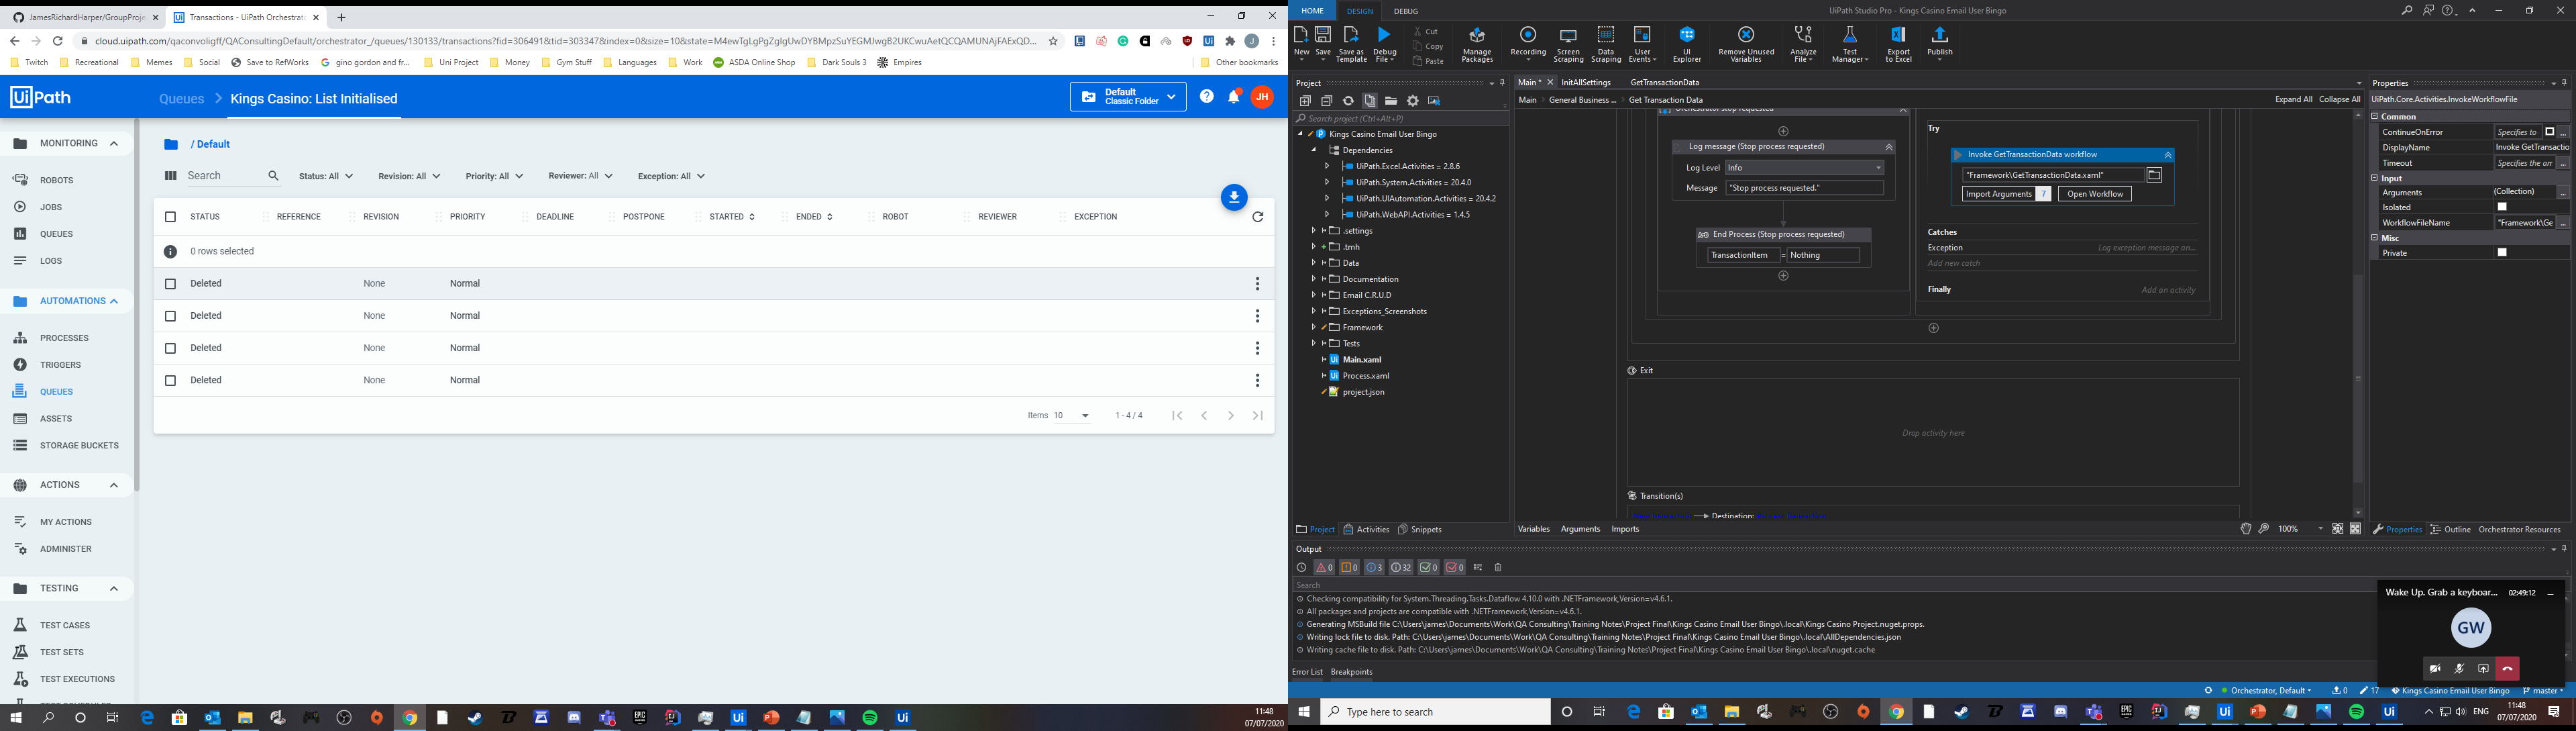 JamesRichardHarper/GroupProje
Transactions - UiPath Orchestrato
cloud.uipath.com/qaconvoligff/QAConsultingDefault/orchestrator_/queues/130133/transactions?fid=306491&tid=303347&index=0&size=10&state=
Twitch Recreational Memes Social Save to RefWorks gino gordon and fr... Uni Project Money Gym Stuff Languages Work ASDA Online Shop Dark Souls 3 Empires Other bookmarks
UiPath
Queues > Kings Casino: List Initialised
Default
Classic Folder
JH
MONITORING
ROBOTS
JOBS
QUEUES
LOGS
AUTOMATIONS
PROCESSES
TRIGGERS
QUEUES
ASSETS
STORAGE BUCKETS
ACTIONS
MY ACTIONS
ADMINISTER
TESTING
TEST CASES
TEST SETS
TEST EXECUTIONS
/ Default
Search Status: All Revision: All Priority: All Reviewer: All Exception: All
STATUS REFERENCE REVISION PRIORITY DEADLINE POSTPONE STARTED ENDED ROBOT REVIEWER EXCEPTION
0 rows selected
Deleted None Normal
Deleted None Normal
Deleted None Normal
Deleted None Normal
Items 10 1 - 4 / 4
11:48
07/07/2020
HOME DESIGN DEBUG
UiPath Studio Pro - Kings Casino Email User Bingo
New Save Save as Template Debug File Cut Copy Paste Manage Packages Recording Screen Scraping Data Scraping User Events UI Explorer Remove Unused Variables Analyze File Test Manager Export to Excel Publish
Project
Search project (Ctrl+Alt+P)
Kings Casino Email User Bingo
Dependencies
UiPath.Excel.Activities = 2.8.6
UiPath.System.Activities = 20.4.0
UiPath.UIAutomation.Activities = 20.4.2
UiPath.WebAPI.Activities = 1.4.5
.settings
.tmh
Data
Documentation
Email C.R.U.D
Exceptions_Screenshots
Framework
Tests
Main.xaml
Process.xaml
project.json
Project Activities Snippets
Main * InitAllSettings GetTransactionData
Main > General Business ... > Get Transaction Data
Expand All Collapse All
Orchestrator stop requested
Log message (Stop process requested)
Log Level Info
Message "Stop process requested."
End Process (Stop process requested)
TransactionItem = Nothing
Try
Invoke GetTransactionData workflow
"Framework\GetTransactionData.xaml"
Import Arguments 7 Open Workflow
Catches
Exception Log exception message an...
Add new catch
Finally Add an activity
Exit
Drop activity here
Transition(s)
Destination:
Variables Arguments Imports 100%
Properties
UiPath.Core.Activities.InvokeWorkflowFile
Common
ContinueOnError Specifies to
DisplayName Invoke GetTransactio
Timeout Specifies the am
Input
Arguments (Collection)
Isolated
WorkflowFileName "Framework\Ge
Misc
Private
Properties Outline Orchestrator Resources
Output
0 0 3 32 0 0
Search
Checking compatibility for System.Threading.Tasks.Dataflow 4.10.0 with .NETFramework,Version=v4.6.1.
All packages and projects are compatible with .NETFramework,Version=v4.6.1.
Generating MSBuild file C:\Users\james\Documents\Work\QA Consulting\Training Notes\Project Final\Kings Casino Email User Bingo\.local\Kings Casino Project.nuget.props.
Writing lock file to disk. Path: C:\Users\james\Documents\Work\QA Consulting\Training Notes\Project Final\Kings Casino Email User Bingo\.local\AllDependencies.json
Writing cache file to disk. Path: C:\Users\james\Documents\Work\QA Consulting\Training Notes\Project Final\Kings Casino Email User Bingo\.local\nuget.cache
Error List Breakpoints
Wake Up. Grab a keyboar... 02:49:12
GW
Orchestrator, Default 0 17 Kings Casino Email User Bingo master
Type here to search
ENG
11:48
07/07/2020